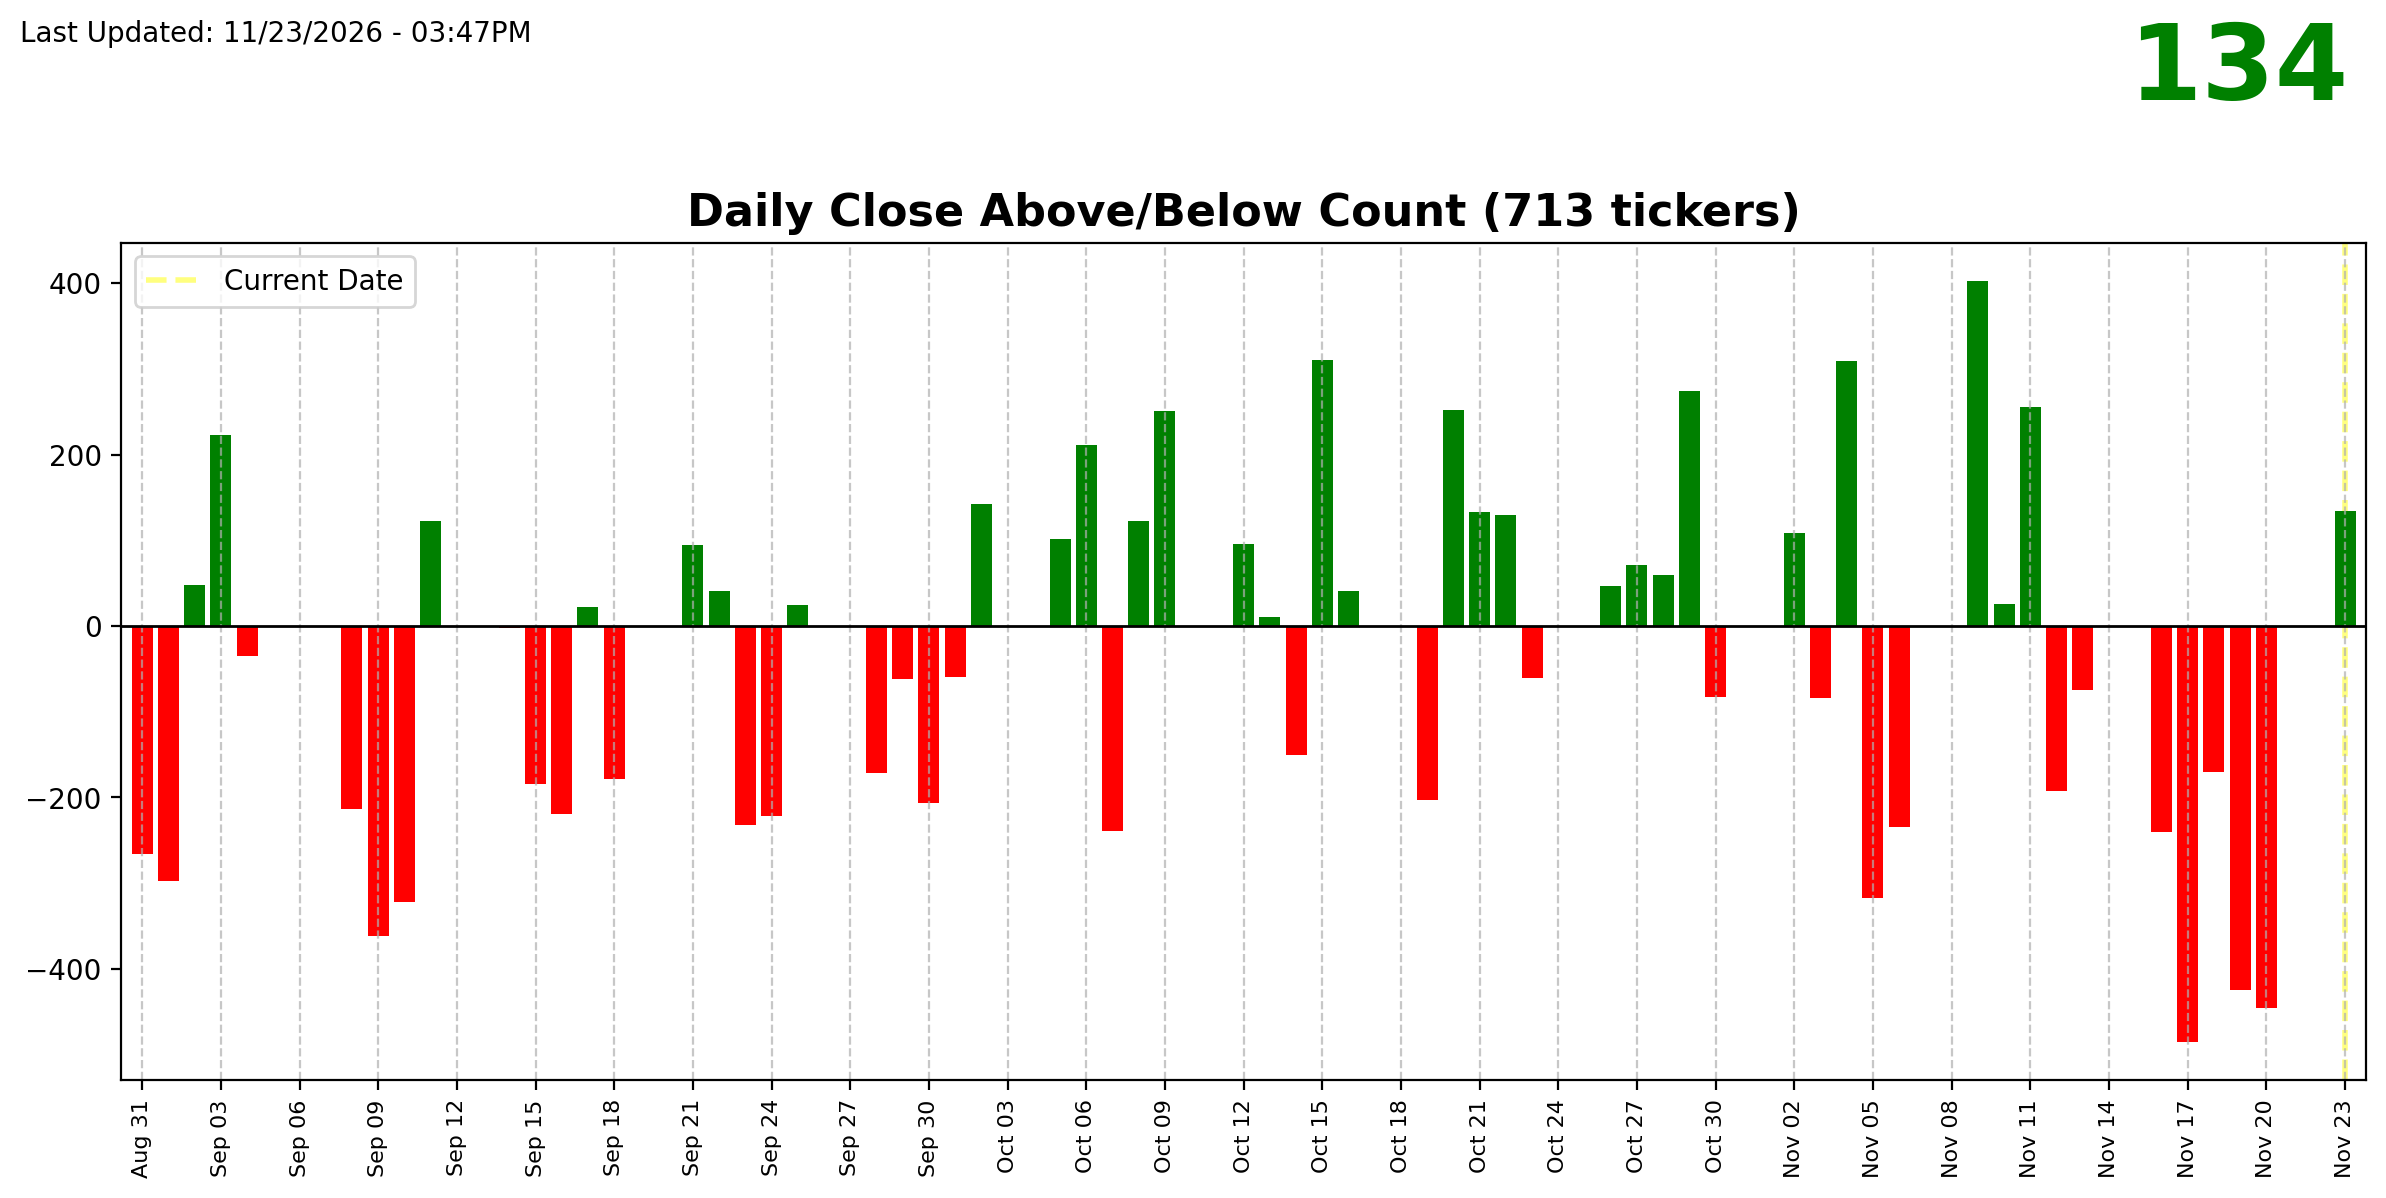 Last Updated: 11/23/2026 - 03:47PM
134
Daily Close Above/Below Count (713 tickers)
Current Date
400
200
0
−200
−400
Aug 31
Sep 03
Sep 06
Sep 09
Sep 12
Sep 15
Sep 18
Sep 21
Sep 24
Sep 27
Sep 30
Oct 03
Oct 06
Oct 09
Oct 12
Oct 15
Oct 18
Oct 21
Oct 24
Oct 27
Oct 30
Nov 02
Nov 05
Nov 08
Nov 11
Nov 14
Nov 17
Nov 20
Nov 23